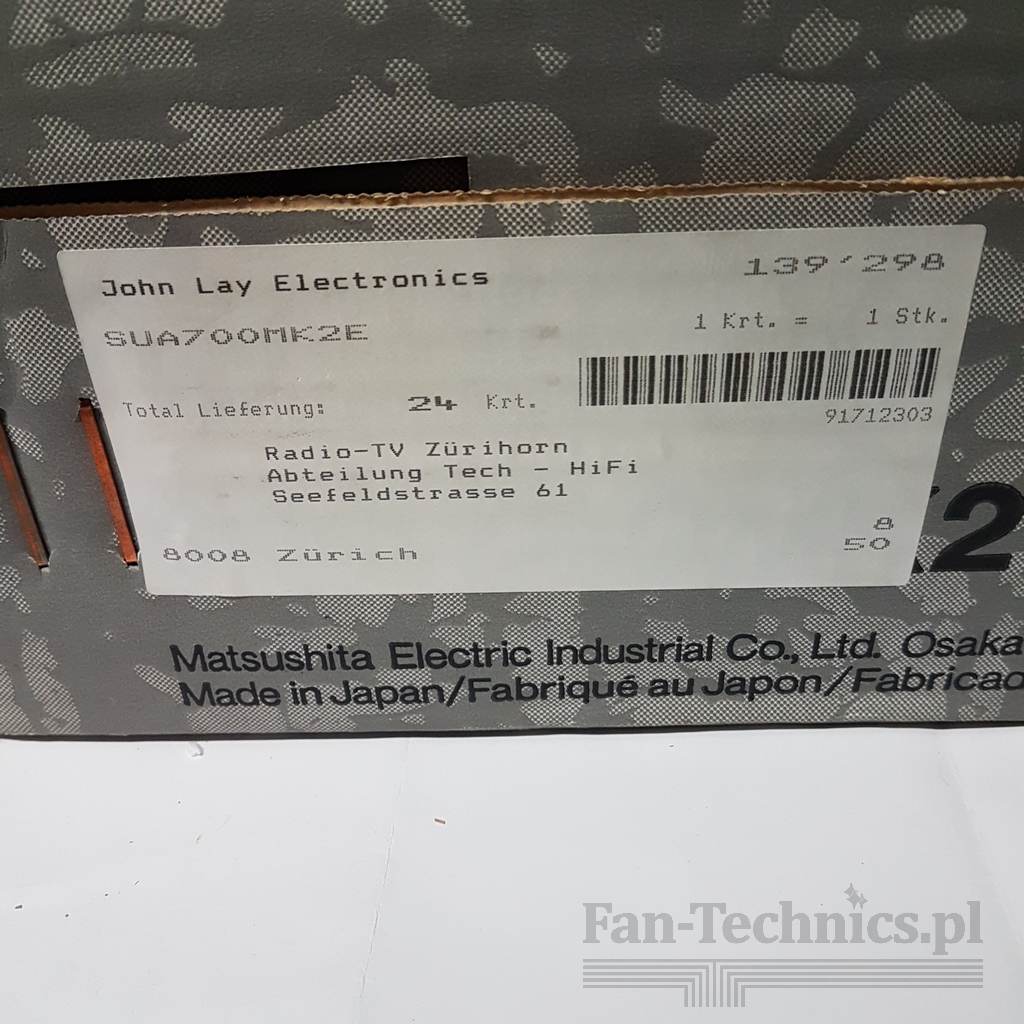 John Lay Electronics 139'298
SUA700MK2E 1 Krt. = 1 Stk.
Total Lieferung: 24 Krt.
91712303
Radio-TV Zürihorn
Abteilung Tech - HiFi
Seefeldstrasse 61
8
8008 Zürich 50
2
Matsushita Electric Industrial Co., Ltd. Osaka
Made in Japan/Fabriqué au Japon/Fabricad
Fan-Technics.pl